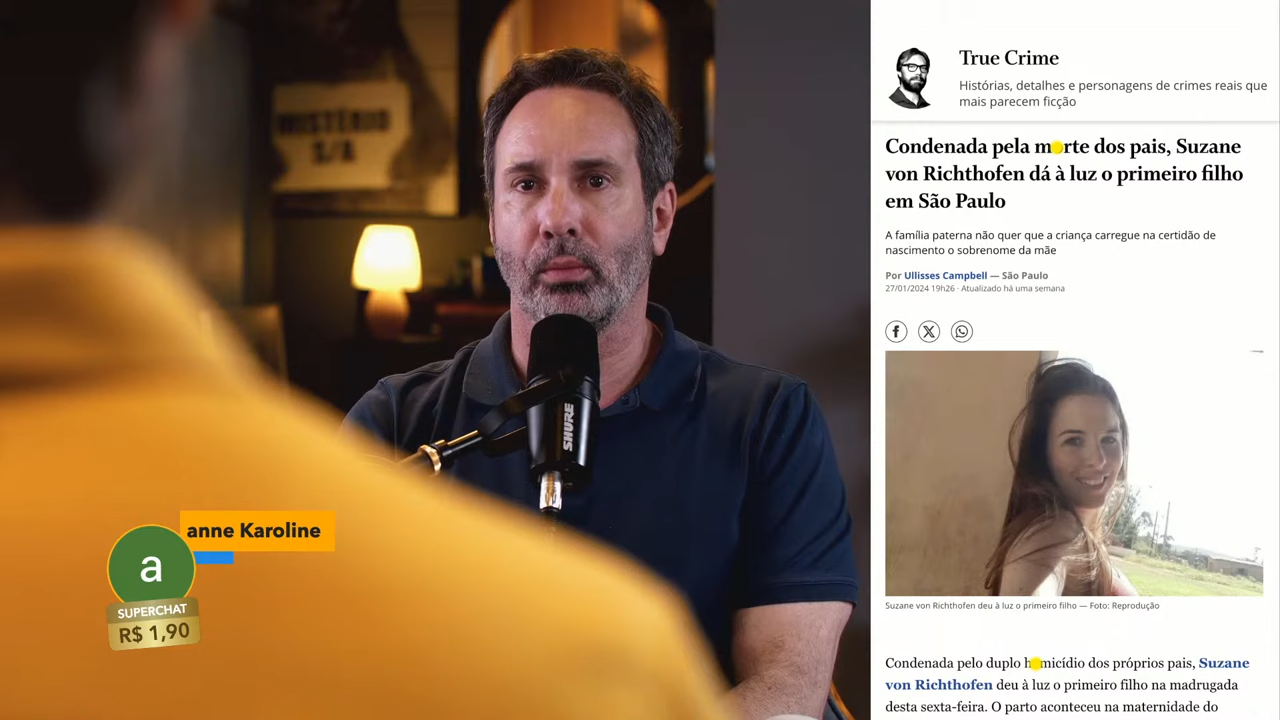 MISTÉRIO
S/A
SHURE
anne Karoline
a
SUPERCHAT
R$ 1,90
True Crime
Histórias, detalhes e personagens de crimes reais que
mais parecem ficção
Condenada pela morte dos pais, Suzane
von Richthofen dá à luz o primeiro filho
em São Paulo
A família paterna não quer que a criança carregue na certidão de
nascimento o sobrenome da mãe
Por Ullisses Campbell — São Paulo
27/01/2024 19h26 · Atualizado há uma semana
Suzane von Richthofen deu à luz o primeiro filho — Foto: Reprodução
Condenada pelo duplo homicídio dos próprios pais, Suzane
von Richthofen deu à luz o primeiro filho na madrugada
desta sexta-feira. O parto aconteceu na maternidade do